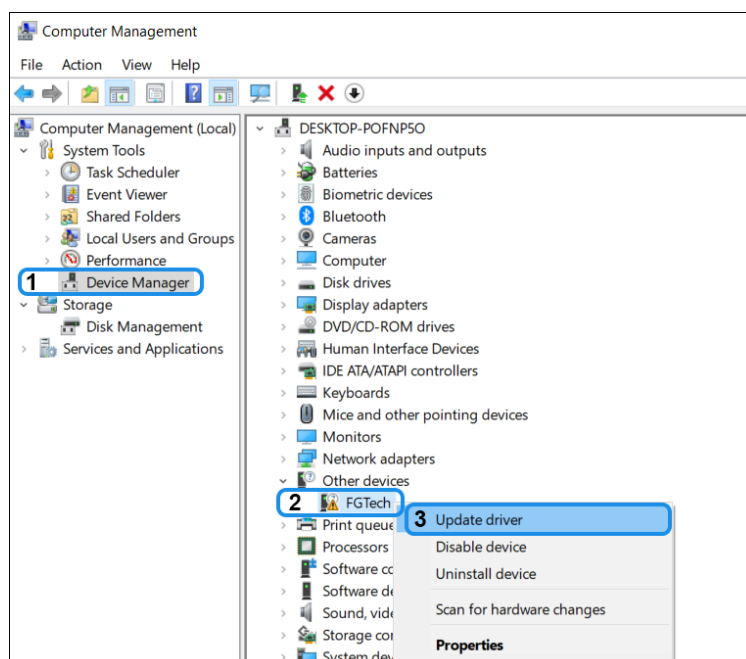 Computer Management
File Action View Help
Computer Management (Local)
System Tools
Task Scheduler
Event Viewer
Shared Folders
Local Users and Groups
Performance
1 Device Manager
Storage
Disk Management
Services and Applications
DESKTOP-POFNP5O
Audio inputs and outputs
Batteries
Biometric devices
Bluetooth
Cameras
Computer
Disk drives
Display adapters
DVD/CD-ROM drives
Human Interface Devices
IDE ATA/ATAPI controllers
Keyboards
Mice and other pointing devices
Monitors
Network adapters
Other devices
2 FGTech
Print queue
Processors
Software co
Software de
Sound, vide
Storage cor
System dev
3 Update driver
Disable device
Uninstall device
Scan for hardware changes
Properties